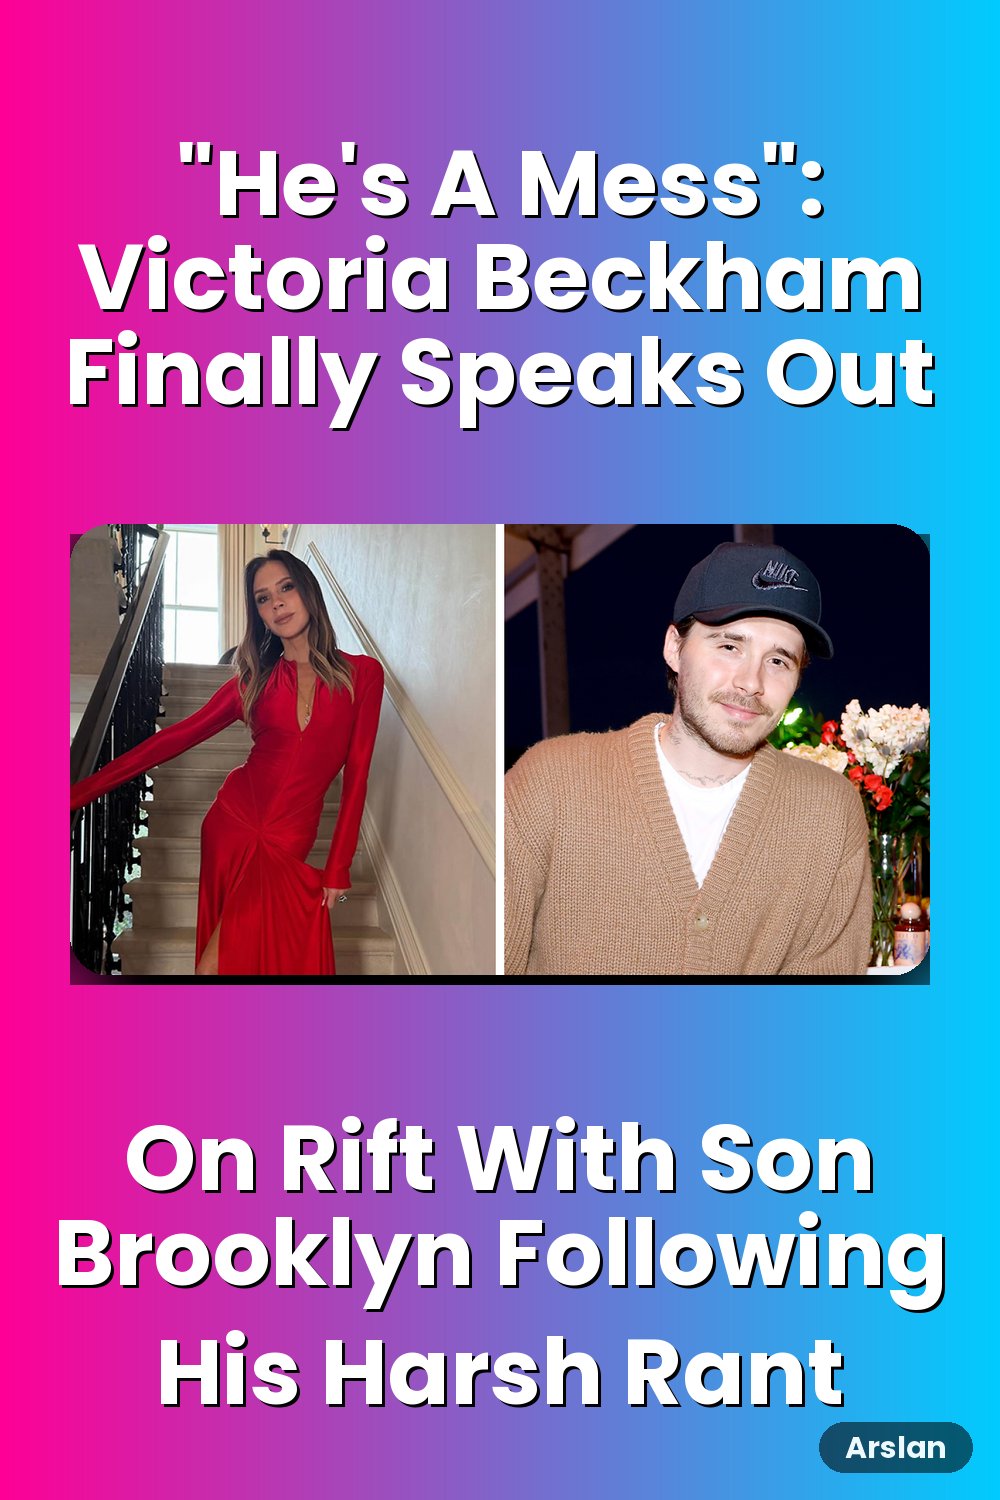 "He's A Mess":
Victoria Beckham
Finally Speaks Out
NIKE
On Rift With Son
Brooklyn Following
His Harsh Rant
Arslan